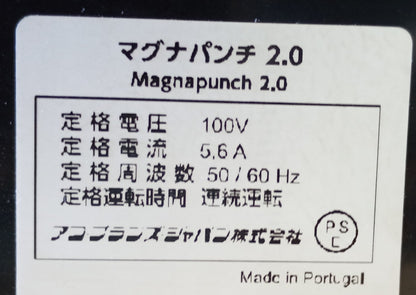 マグナパンチ 2.0
Magnapunch 2.0
定格電圧 100V
定格電流 5.6A
定格周波数 50/60 Hz
定格運転時間 連続運転
アコブランズジャパン株式会社
PS
E
Made in Portugal